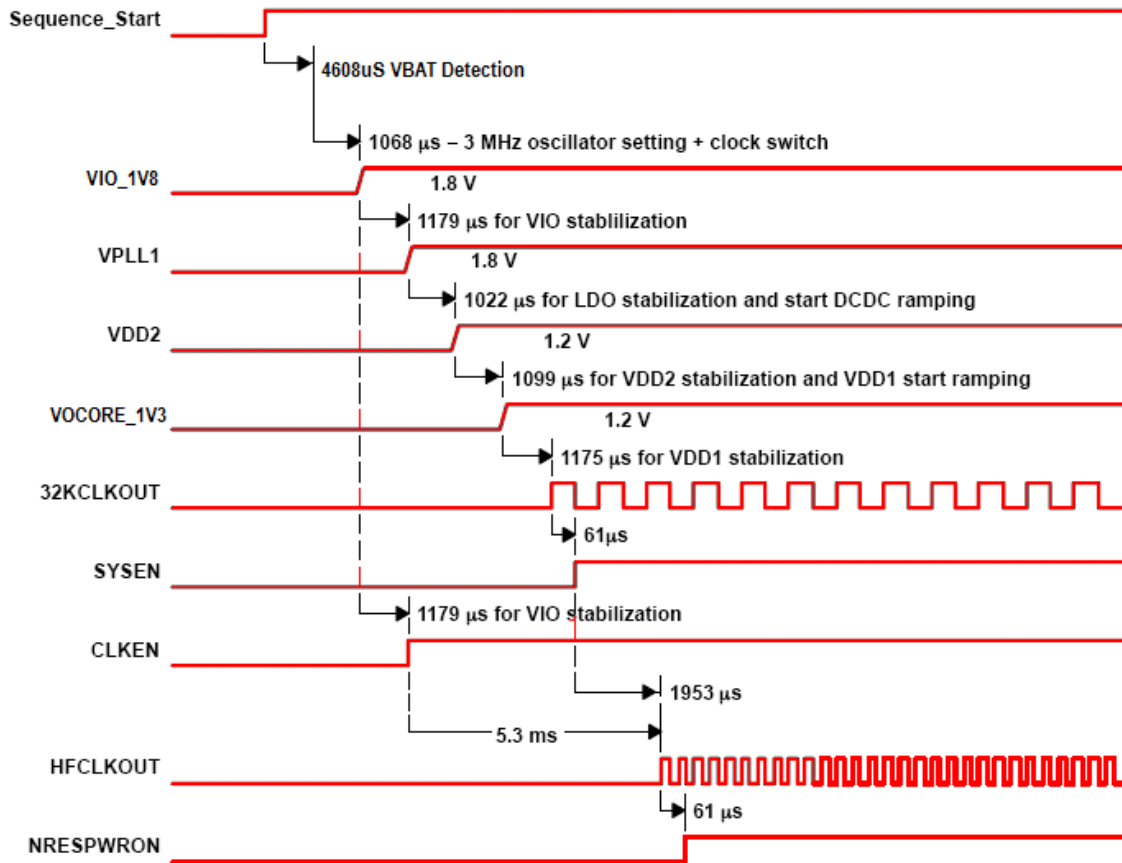 Sequence_Start
4608uS VBAT Detection
1068 μs – 3 MHz oscillator setting + clock switch
VIO_1V8
1.8 V
1179 μs for VIO stablilization
VPLL1
1.8 V
1022 μs for LDO stabilization and start DCDC ramping
VDD2
1.2 V
1099 μs for VDD2 stabilization and VDD1 start ramping
VOCORE_1V3
1.2 V
1175 μs for VDD1 stabilization
32KCLKOUT
61μs
SYSEN
1179 μs for VIO stabilization
CLKEN
1953 μs
5.3 ms
HFCLKOUT
61 μs
NRESPWRON